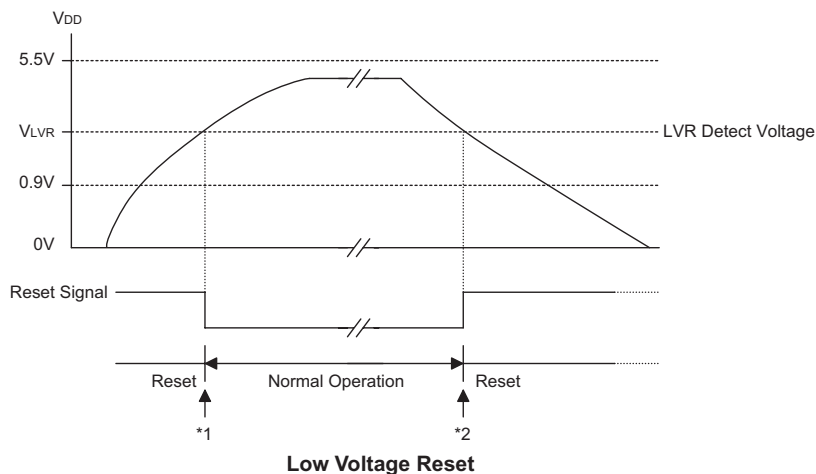 VDD
5.5V
VLVR
LVR Detect Voltage
0.9V
0V
Reset Signal
Reset
Normal Operation
Reset
*1
*2
Low Voltage Reset